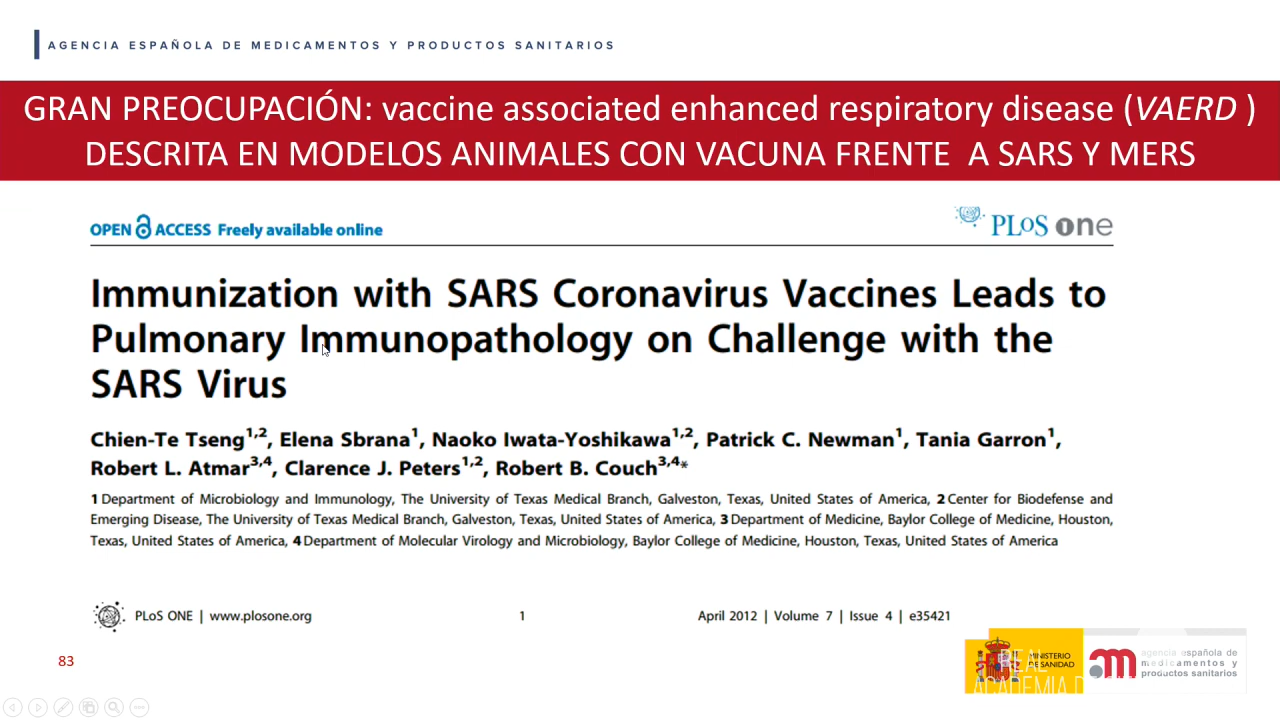 AGENCIA ESPAÑOLA DE MEDICAMENTOS Y PRODUCTOS SANITARIOS
GRAN PREOCUPACIÓN: vaccine associated enhanced respiratory disease (VAERD )
DESCRITA EN MODELOS ANIMALES CON VACUNA FRENTE A SARS Y MERS
OPEN ACCESS Freely available online
PLoS one
Immunization with SARS Coronavirus Vaccines Leads to
Pulmonary Immunopathology on Challenge with the
SARS Virus
Chien-Te Tseng1,2, Elena Sbrana1, Naoko Iwata-Yoshikawa1,2, Patrick C. Newman1, Tania Garron1,
Robert L. Atmar3,4, Clarence J. Peters1,2, Robert B. Couch3,4*
1 Department of Microbiology and Immunology, The University of Texas Medical Branch, Galveston, Texas, United States of America, 2 Center for Biodefense and
Emerging Disease, The University of Texas Medical Branch, Galveston, Texas, United States of America, 3 Department of Medicine, Baylor College of Medicine, Houston,
Texas, United States of America, 4 Department of Molecular Virology and Microbiology, Baylor College of Medicine, Houston, Texas, United States of America
PLoS ONE | www.plosone.org
1
April 2012 | Volume 7 | Issue 4 | e35421
83
MINISTERIO
DE SANIDAD
agencia española de
medicamentos y
productos sanitarios
REAL
ACADEMIA